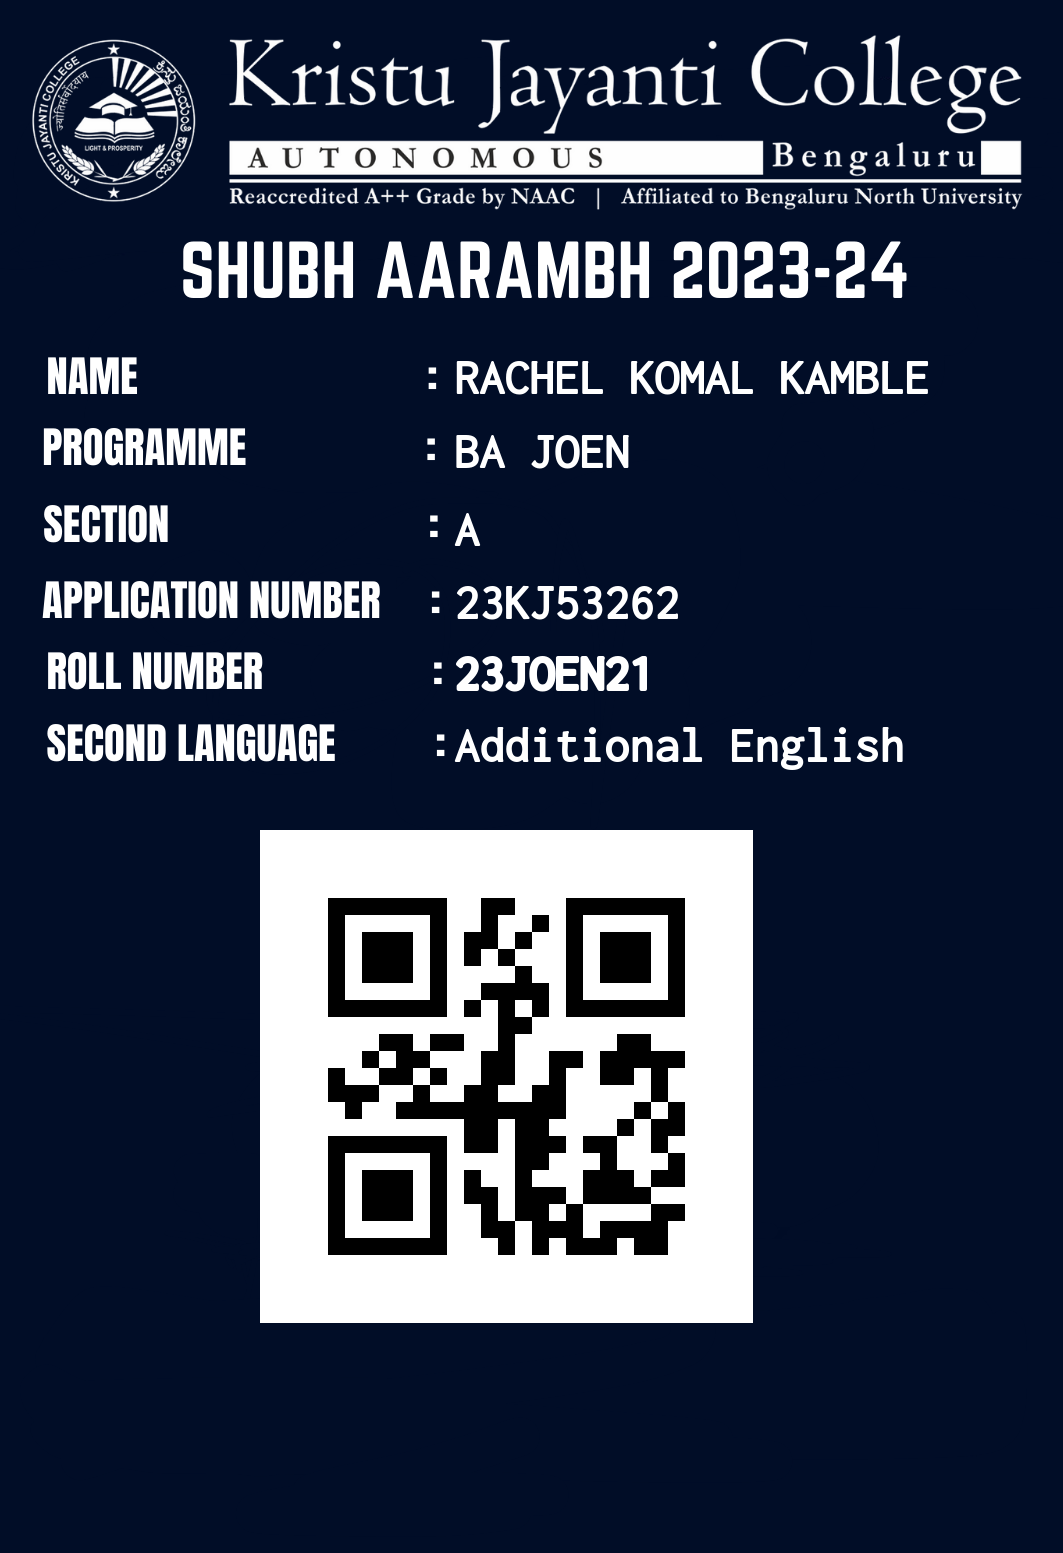 Kristu Jayanti College
AUTONOMOUS Bengaluru
Reaccredited A++ Grade by NAAC | Affiliated to Bengaluru North University
KRISTU JAYANTI COLLEGE
LIGHT & PROSPERITY
SHUBH AARAMBH 2023-24
NAME : RACHEL KOMAL KAMBLE
PROGRAMME : BA JOEN
SECTION : A
APPLICATION NUMBER : 23KJ53262
ROLL NUMBER : 23JOEN21
SECOND LANGUAGE : Additional English